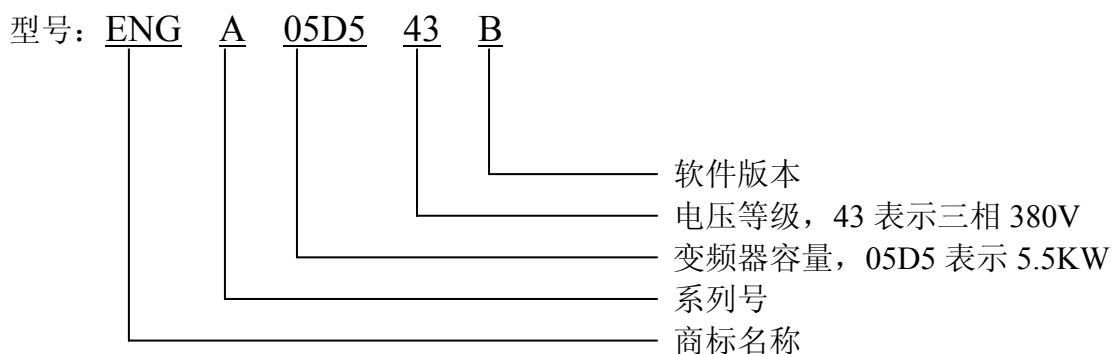 型号：ENG A 05D5 43 B
软件版本
电压等级，43 表示三相 380V
变频器容量，05D5 表示 5.5KW
系列号
商标名称